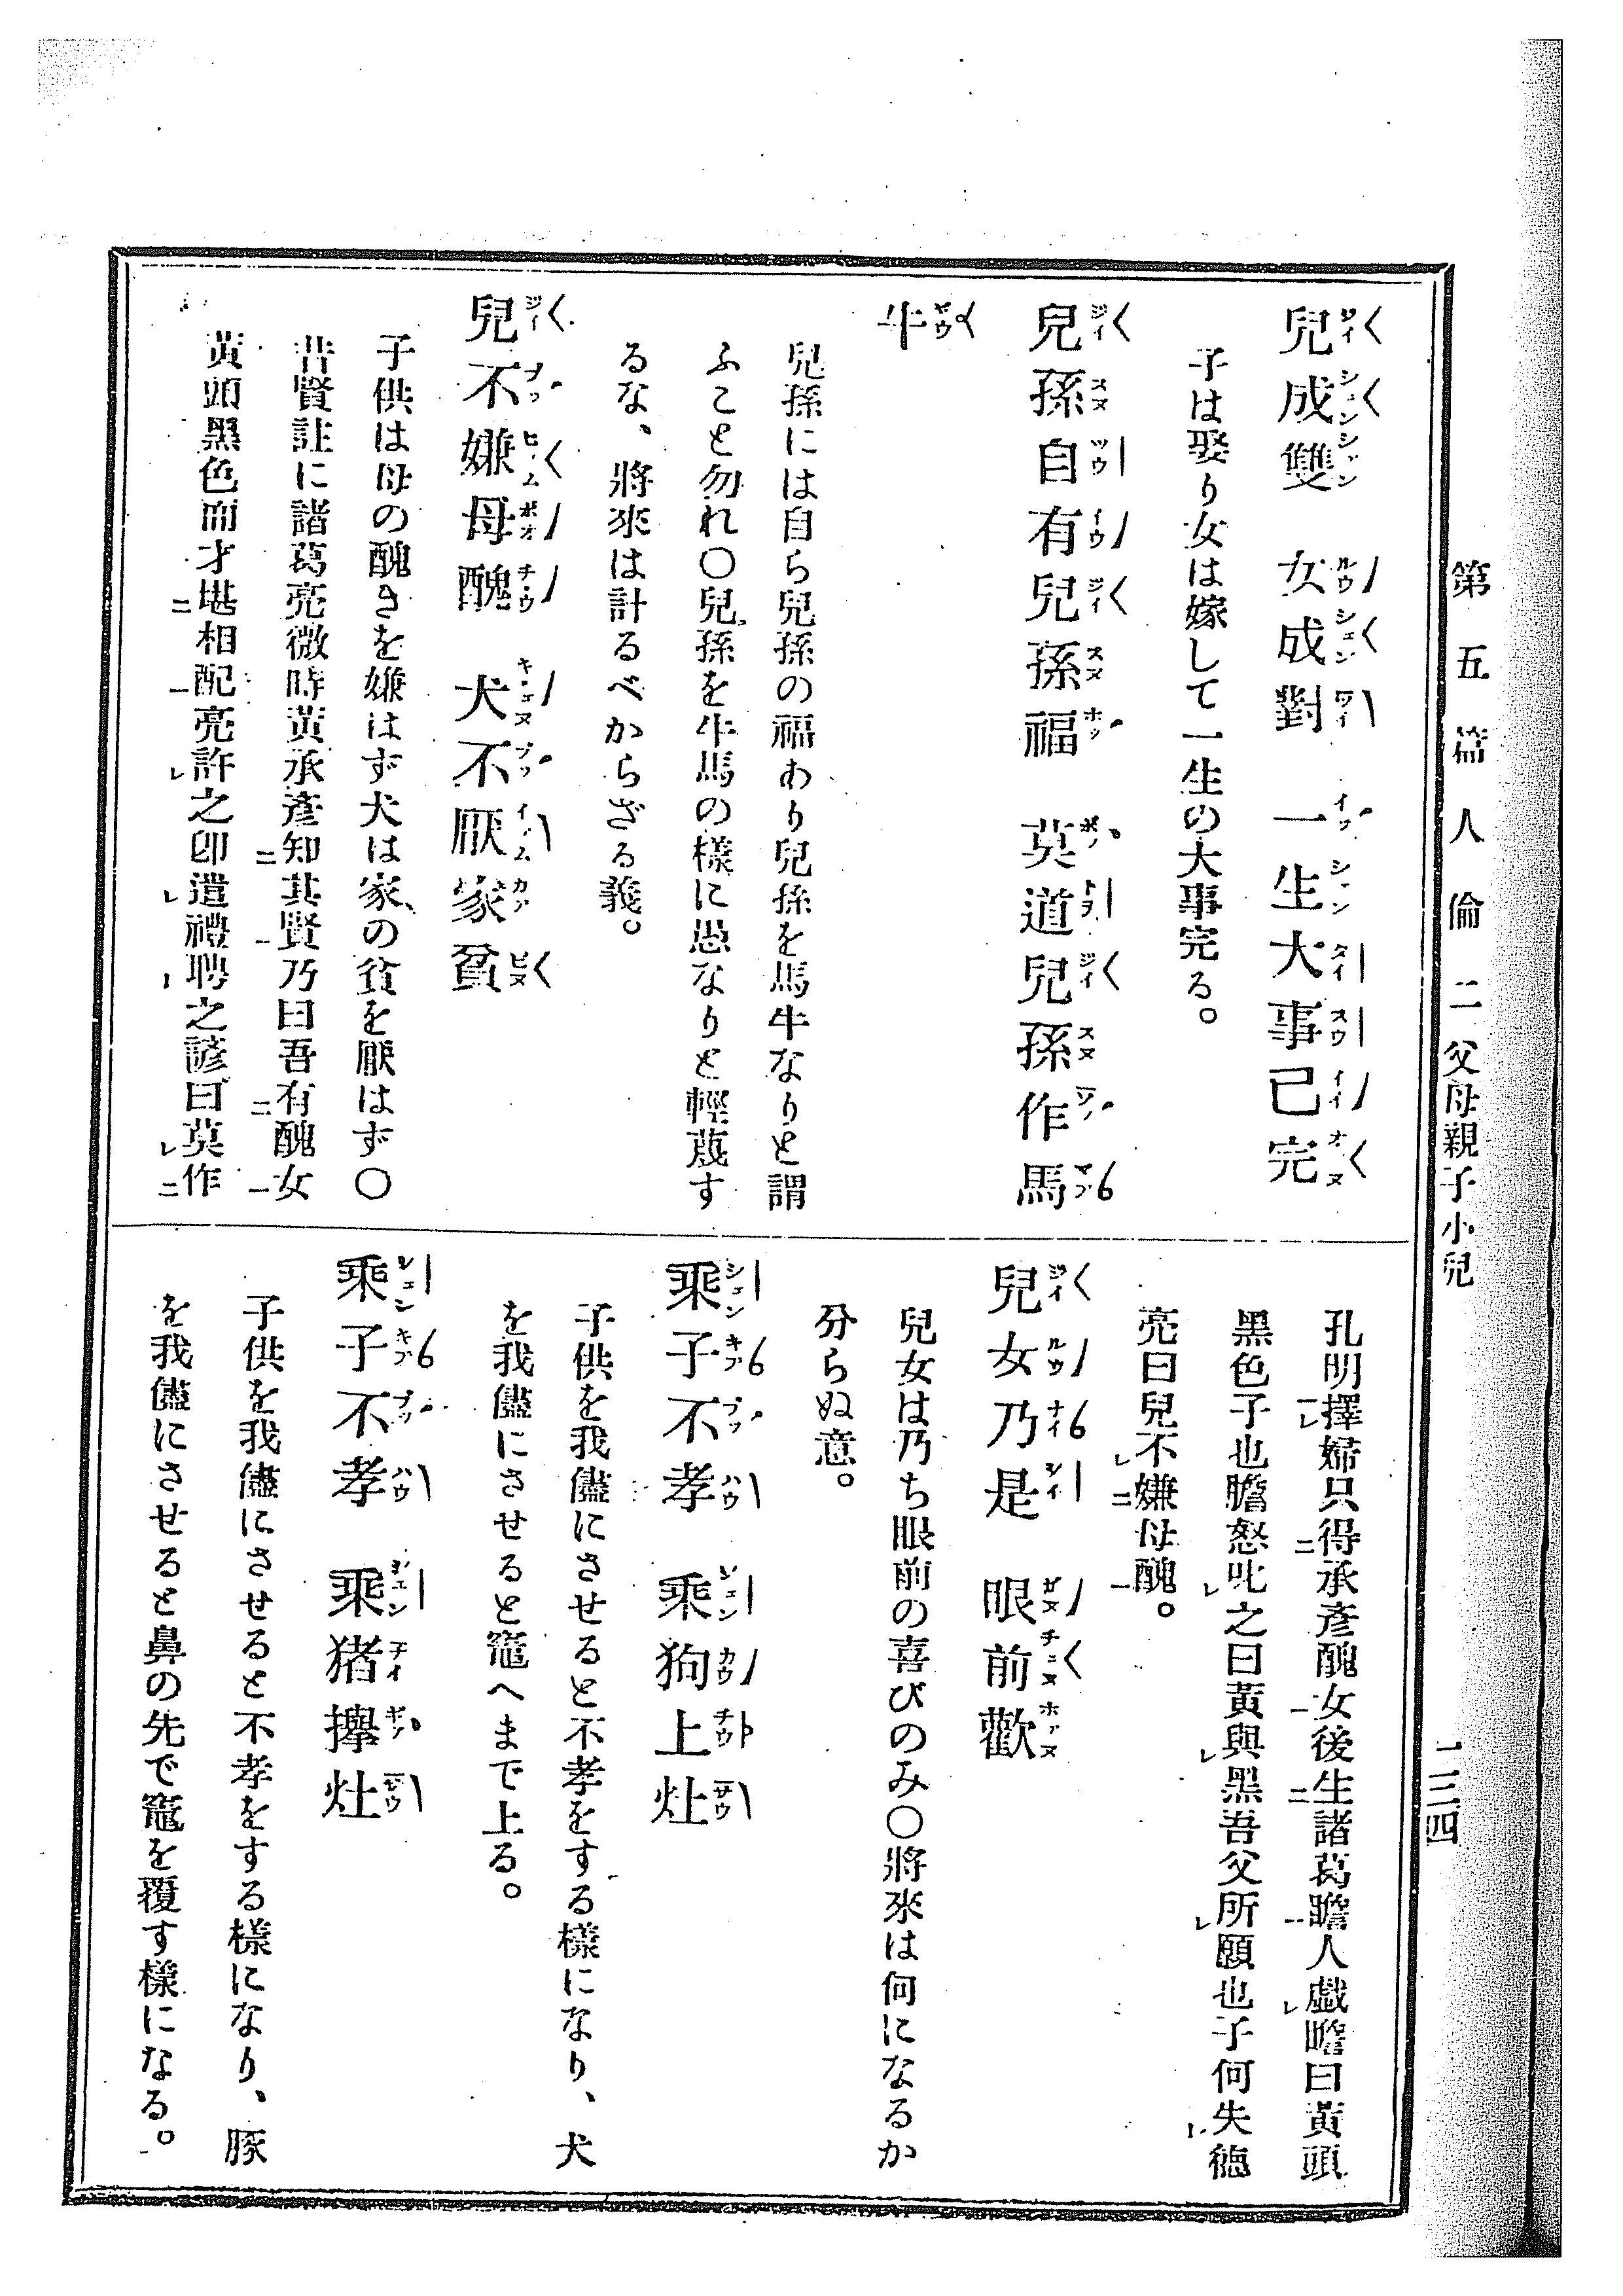 第五篇 人倫 二 父母親子小兒
二三四
兒成雙 女成對 一生大事已完
子は娶り女は嫁して一生の大事完る。
兒孫自有兒孫福 莫道兒孫作馬
牛
兒孫には自ら兒孫の福あり兒孫を馬牛なりと謂
ふこと勿れ〇兒孫を牛馬の樣に愚なりと輕蔑す
るな、將來は計るべからざる義。
兒不嫌母醜 犬不厭家貧
子供は母の醜きを嫌はず犬は家の貧を厭はず〇
昔賢註に諸葛亮微時黃承彥知其賢乃曰吾有醜女
黃頭黑色而才堪相配亮許之卽遣禮聘之諺曰莫作
孔明擇婦只得承彥醜女後生諸葛瞻人戲瞻曰黃頭
黑色子也瞻怒叱之曰黃與黑吾父所願也子何失德
亮曰兒不嫌母醜。
兒女乃是 眼前歡
兒女は乃ち眼前の喜びのみ〇將來は何になるか
分らぬ意。
乘子不孝 乘狗上灶
子供を我儘にさせると不孝をする樣になり、犬
を我儘にさせると竈へまで上る。
乘子不孝 乘猪擽灶
子供を我儘にさせると不孝をする樣になり、豚
を我儘にさせると鼻の先で竈を覆す樣になる。